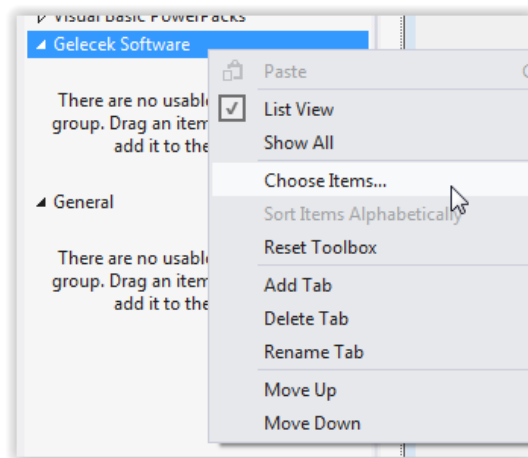 Visual Basic PowerPacks
Gelecek Software
There are no usabl
group. Drag an item
add it to the
General
There are no usabl
group. Drag an item
add it to the
Paste
List View
Show All
Choose Items...
Sort Items Alphabetically
Reset Toolbox
Add Tab
Delete Tab
Rename Tab
Move Up
Move Down